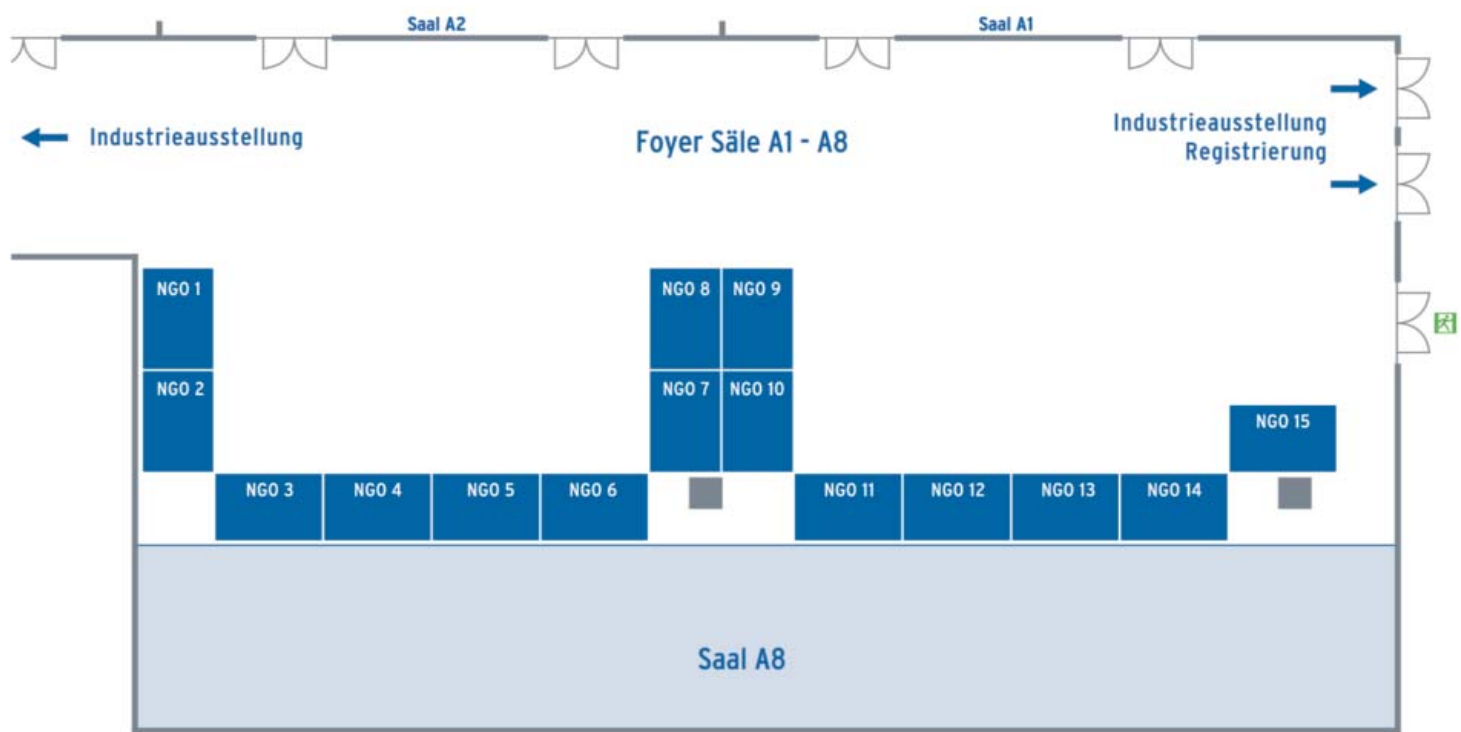 Saal A2
Saal A1
Industrieausstellung
Foyer Säle A1 - A8
Industrieausstellung
Registrierung
NGO 1
NGO 8
NGO 9
NGO 2
NGO 7
NGO 10
NGO 15
NGO 3
NGO 4
NGO 5
NGO 6
NGO 11
NGO 12
NGO 13
NGO 14
Saal A8